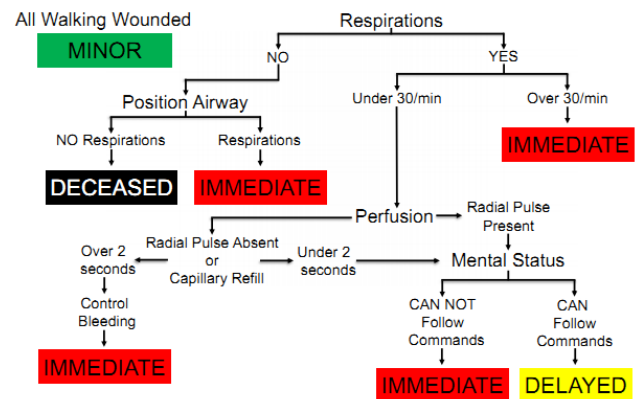 All Walking Wounded
MINOR
Respirations
NO
YES
Position Airway
Under 30/min
Over 30/min
NO Respirations
Respirations
IMMEDIATE
DECEASED
IMMEDIATE
Perfusion
Radial Pulse
Present
Radial Pulse Absent
or
Capillary Refill
Over 2
seconds
Under 2
seconds
Mental Status
Control
Bleeding
CAN NOT
Follow
Commands
CAN
Follow
Commands
IMMEDIATE
IMMEDIATE
DELAYED